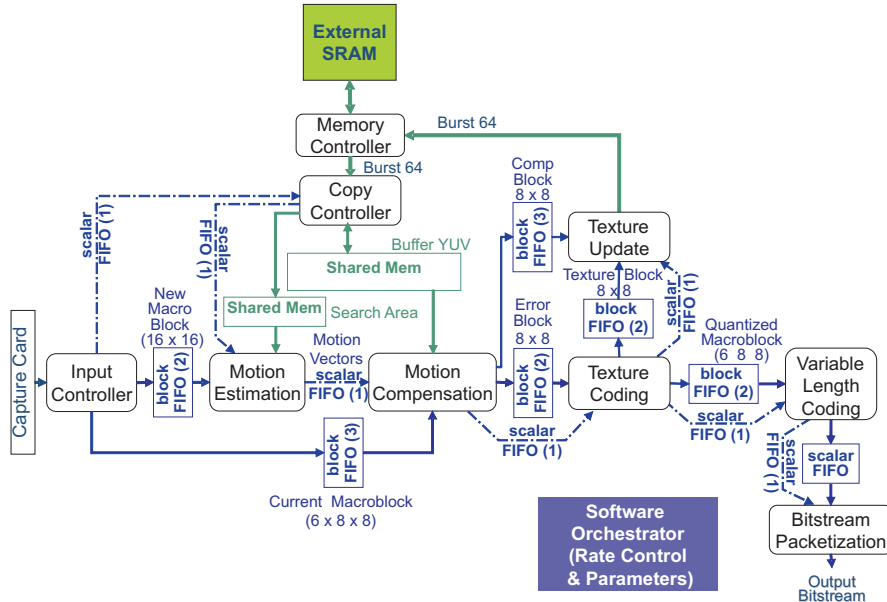 External
SRAM
Burst 64
Memory
Controller
Burst 64
Copy
Controller
scalar
FIFO (1)
scalar
FIFO (1)
Buffer YUV
Shared Mem
Shared Mem
Search Area
Comp
Block
8 x 8
block
FIFO (3)
Texture
Update
Texture Block
8 x 8
block
FIFO (2)
scalar
FIFO (1)
Capture Card
Input
Controller
New
Macro
Block
(16 x 16)
block
FIFO (2)
Motion
Estimation
Motion
Vectors
scalar
FIFO (1)
Motion
Compensation
Error
Block
8 x 8
block
FIFO (2)
Texture
Coding
Quantized
Macroblock
(6 8 8)
block
FIFO (2)
Variable
Length
Coding
scalar
FIFO (1)
scalar
FIFO (1)
block
FIFO (3)
Current Macroblock
(6 x 8 x 8)
scalar
FIFO (1)
scalar
FIFO
Software
Orchestrator
(Rate Control
& Parameters)
Bitstream
Packetization
Output
Bitstream